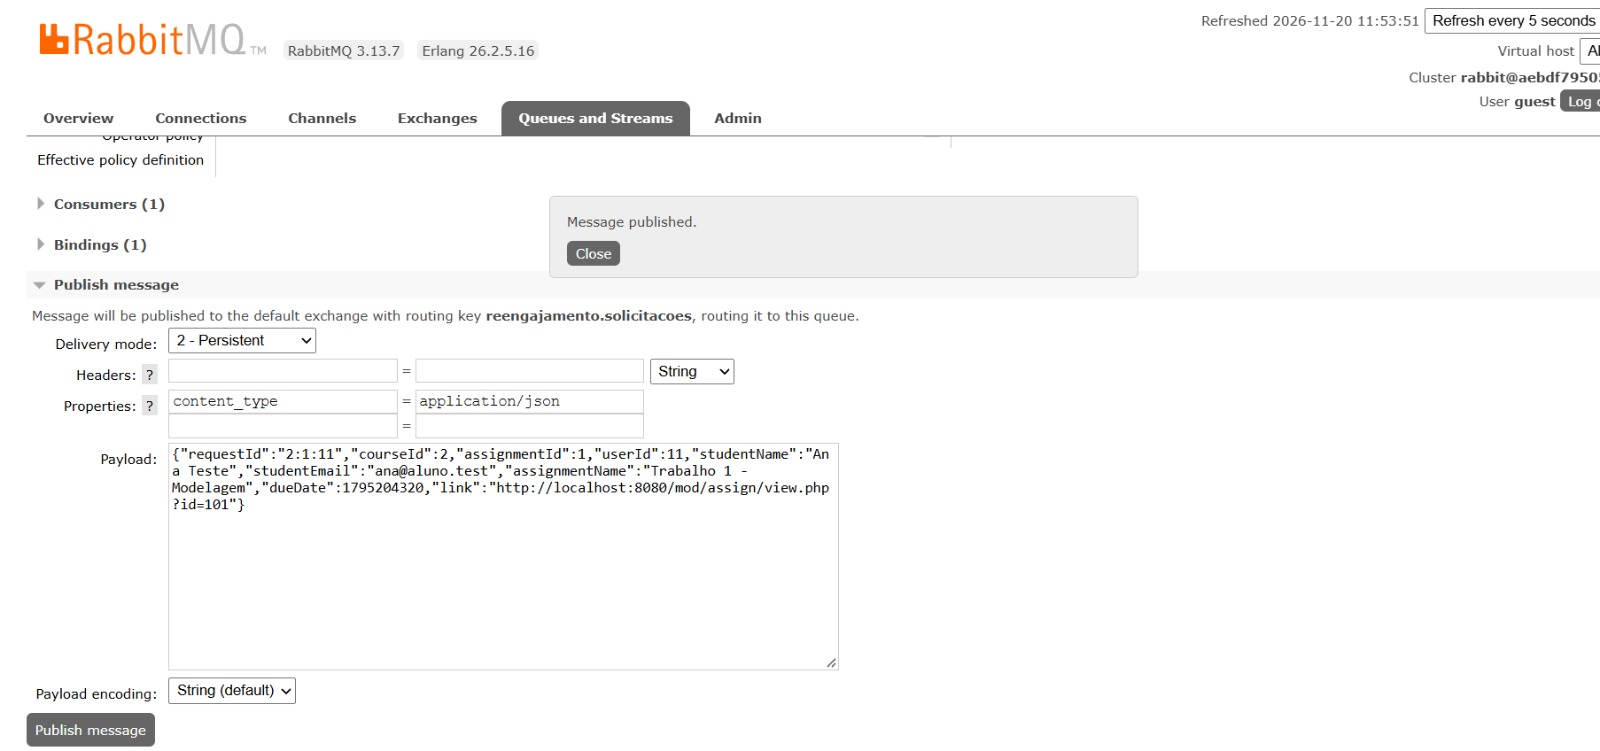 Refreshed 2026-11-20 11:53:51 Refresh every 5 seconds
RabbitMQ TM RabbitMQ 3.13.7 Erlang 26.2.5.16
Virtual host
Cluster rabbit@aebdf7950
User guest Log
Overview Connections Channels Exchanges Queues and Streams Admin
Operator policy
Effective policy definition
Consumers (1)
Message published.
Close
Bindings (1)
Publish message
Message will be published to the default exchange with routing key reengajamento.solicitacoes, routing it to this queue.
Delivery mode: 2 - Persistent
Headers: ? = String
Properties: ? content_type = application/json
=
Payload: {"requestId":"2:1:11","courseId":2,"assignmentId":1,"userId":11,"studentName":"An
a Teste","studentEmail":"ana@aluno.test","assignmentName":"Trabalho 1 -
Modelagem","dueDate":1795204320,"link":"http://localhost:8080/mod/assign/view.php
?id=101"}
Payload encoding: String (default)
Publish message